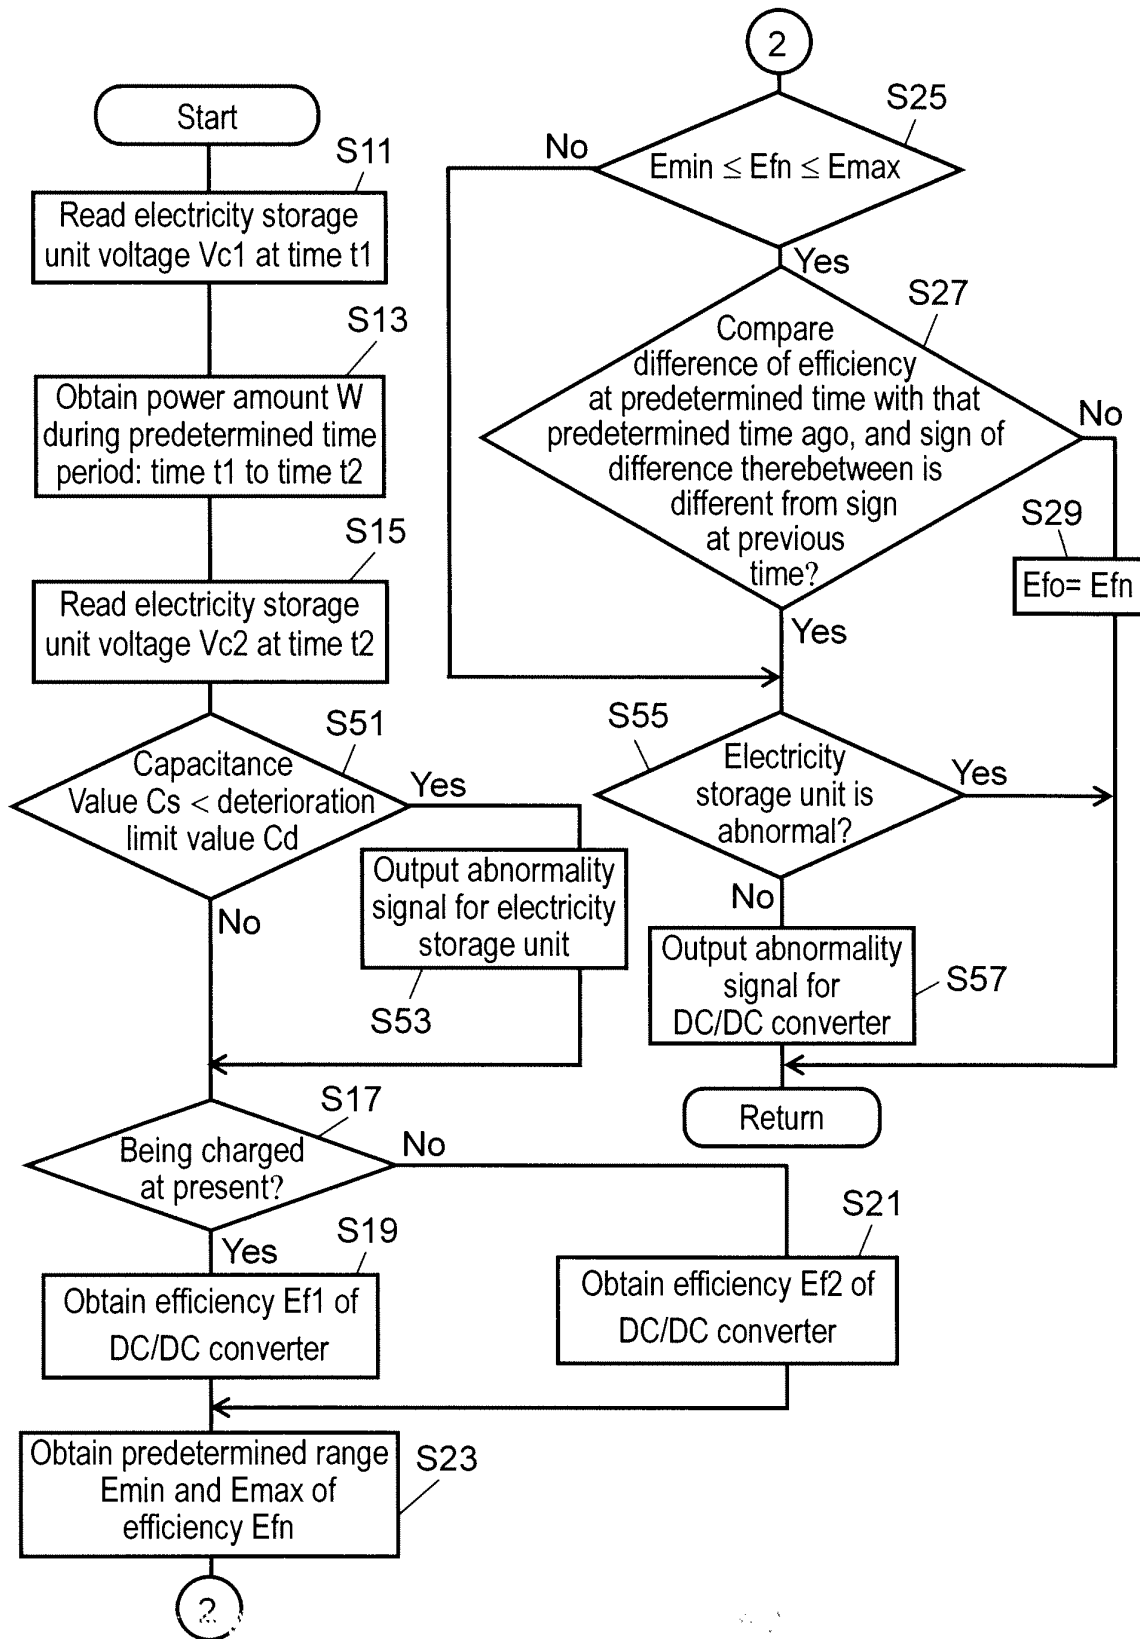 Start
S11
Read electricity storage
unit voltage Vc1 at time t1
S13
Obtain power amount W
during predetermined time
period: time t1 to time t2
S15
Read electricity storage
unit voltage Vc2 at time t2
S51
Capacitance
Value Cs < deterioration
limit value Cd
Yes
No
Output abnormality
signal for electricity
storage unit
S53
S17
Being charged
at present?
No
Yes
S19
Obtain efficiency Ef1 of
DC/DC converter
S21
Obtain efficiency Ef2 of
DC/DC converter
Obtain predetermined range
Emin and Emax of
efficiency Efn
S23
2
2
S25
Emin ≤ Efn ≤ Emax
No
Yes
S27
Compare
difference of efficiency
at predetermined time with that
predetermined time ago, and sign of
difference therebetween is
different from sign
at previous
time?
No
Yes
S29
Efo= Efn
S55
Electricity
storage unit is
abnormal?
Yes
No
Output abnormality
signal for
DC/DC converter
S57
Return